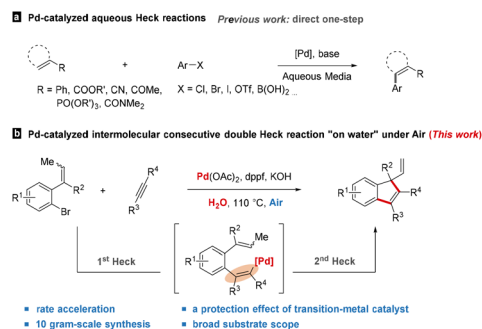 a Pd-catalyzed aqueous Heck reactions Previous work: direct one-step
R + Ar–X [Pd], base Aqueous Media R Ar
R = Ph, COOR', CN, COMe, X = Cl, Br, I, OTf, B(OH)2 ...
PO(OR')3, CONMe2
b Pd-catalyzed intermolecular consecutive double Heck reaction "on water" under Air (This work)
Me R2 R1 Br + R4 R3
Pd(OAc)2, dppf, KOH
H2O, 110 °C, Air
R2 R1 R4 R3
1st Heck
R2 Me R1 [Pd] R3 R4
2nd Heck
rate acceleration
a protection effect of transition-metal catalyst
10 gram-scale synthesis
broad substrate scope